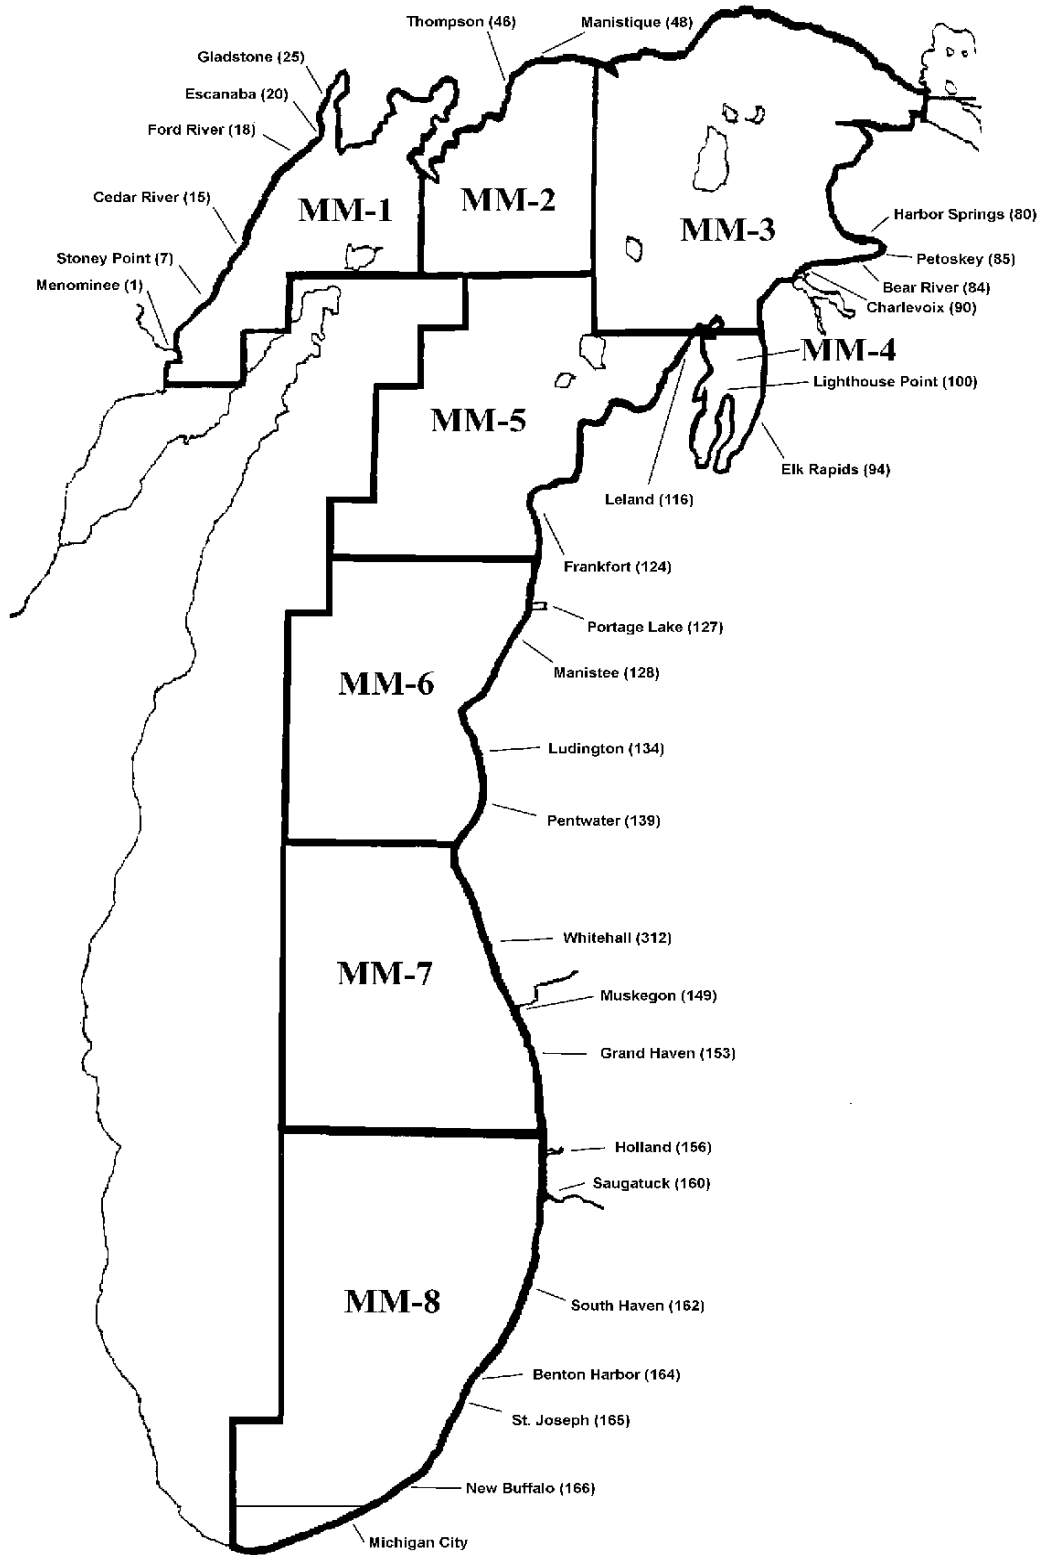 Thompson (46)
Manistique (48)
Gladstone (25)
Escanaba (20)
Ford River (18)
Cedar River (15)
MM-1
MM-2
MM-3
Harbor Springs (80)
Stoney Point (7)
Petoskey (85)
Menominee (1)
Bear River (84)
Charlevoix (90)
MM-4
Lighthouse Point (100)
MM-5
Elk Rapids (94)
Leland (116)
Frankfort (124)
Portage Lake (127)
Manistee (128)
MM-6
Ludington (134)
Pentwater (139)
Whitehall (312)
MM-7
Muskegon (149)
Grand Haven (153)
Holland (156)
Saugatuck (160)
MM-8
South Haven (162)
Benton Harbor (164)
St. Joseph (165)
New Buffalo (166)
Michigan City